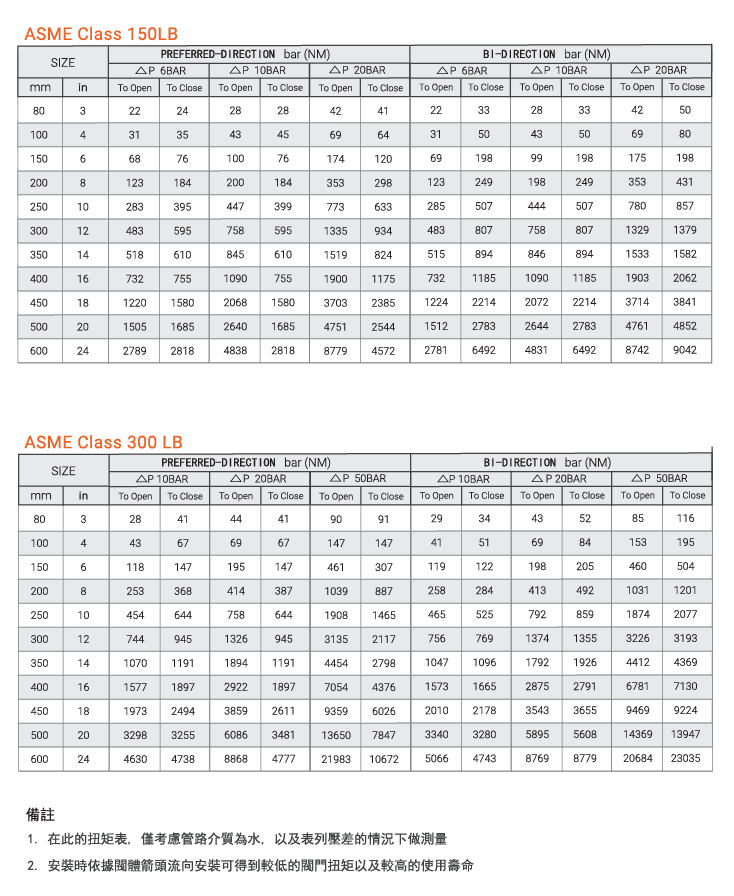 ASME Class 150LB
SIZE PREFERRED-DIRECTION bar (NM) BI-DIRECTION bar (NM)
△P 6BAR △P 10BAR △P 20BAR △P 6BAR △P 10BAR △P 20BAR
mm in To Open To Close To Open To Close To Open To Close To Open To Close To Open To Close To Open To Close
80 3 22 24 28 28 42 41 22 33 28 33 42 50
100 4 31 35 43 45 69 64 31 50 43 50 69 80
150 6 68 76 100 76 174 120 69 198 99 198 175 198
200 8 123 184 200 184 353 298 123 249 198 249 353 431
250 10 283 395 447 399 773 633 285 507 444 507 780 857
300 12 483 595 758 595 1335 934 483 807 758 807 1329 1379
350 14 518 610 845 610 1519 824 515 894 846 894 1533 1582
400 16 732 755 1090 755 1900 1175 732 1185 1090 1185 1903 2062
450 18 1220 1580 2068 1580 3703 2385 1224 2214 2072 2214 3714 3841
500 20 1505 1685 2640 1685 4751 2544 1512 2783 2644 2783 4761 4852
600 24 2789 2818 4838 2818 8779 4572 2781 6492 4831 6492 8742 9042
ASME Class 300 LB
SIZE PREFERRED-DIRECTION bar (NM) BI-DIRECTION bar (NM)
△P 10BAR △P 20BAR △P 50BAR △P 10BAR △P 20BAR △P 50BAR
mm in To Open To Close To Open To Close To Open To Close To Open To Close To Open To Close To Open To Close
80 3 28 41 44 41 90 91 29 34 43 52 85 116
100 4 43 67 69 67 147 147 41 51 69 84 153 195
150 6 118 147 195 147 461 307 119 122 198 205 460 504
200 8 253 368 414 387 1039 887 258 284 413 492 1031 1201
250 10 454 644 758 644 1908 1465 465 525 792 859 1874 2077
300 12 744 945 1326 945 3135 2117 756 769 1374 1355 3226 3193
350 14 1070 1191 1894 1191 4454 2798 1047 1096 1792 1926 4412 4369
400 16 1577 1897 2922 1897 7054 4376 1573 1665 2875 2791 6781 7130
450 18 1973 2494 3859 2611 9359 6026 2010 2178 3543 3655 9469 9224
500 20 3298 3255 6086 3481 13650 7847 3340 3280 5895 5608 14369 13947
600 24 4630 4738 8868 4777 21983 10672 5066 4743 8769 8779 20684 23035
備註
1. 在此的扭矩表, 僅考慮管路介質為水, 以及表列壓差的情況下做測量
2. 安裝時依據閥體箭頭流向安裝可得到較低的閥門扭矩以及較高的使用壽命